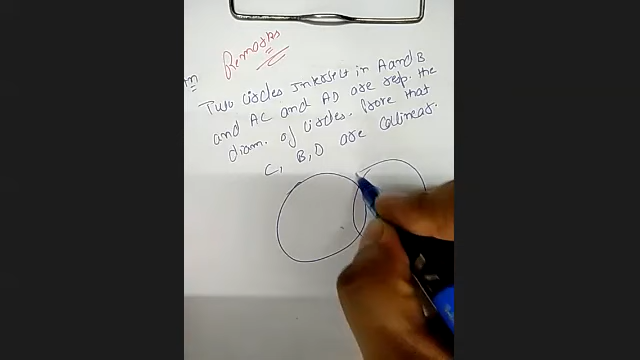 Remarks
Two circles Intersect in A and B
and AC and AD are resp. the
diam. of circles. Prove that
C, B, D are Collinear.